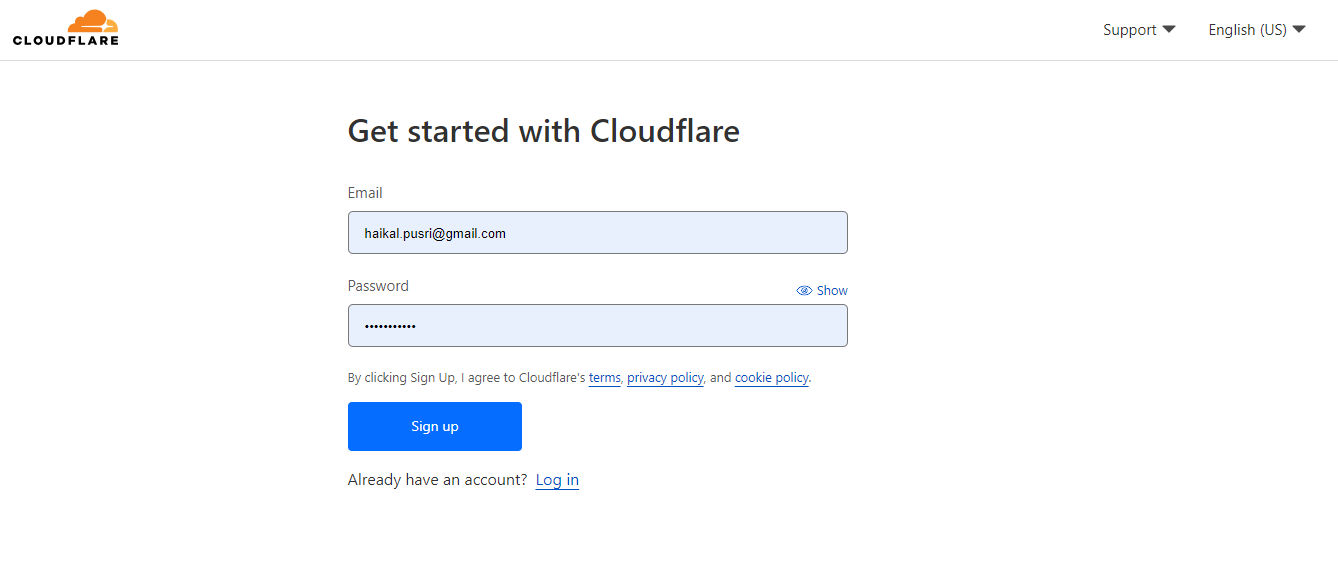 CLOUDFLARE
Support
English (US)
Get started with Cloudflare
Email
haikal.pusri@gmail.com
Password
Show
•••••••••••
By clicking Sign Up, I agree to Cloudflare's terms, privacy policy, and cookie policy.
Sign up
Already have an account? Log in